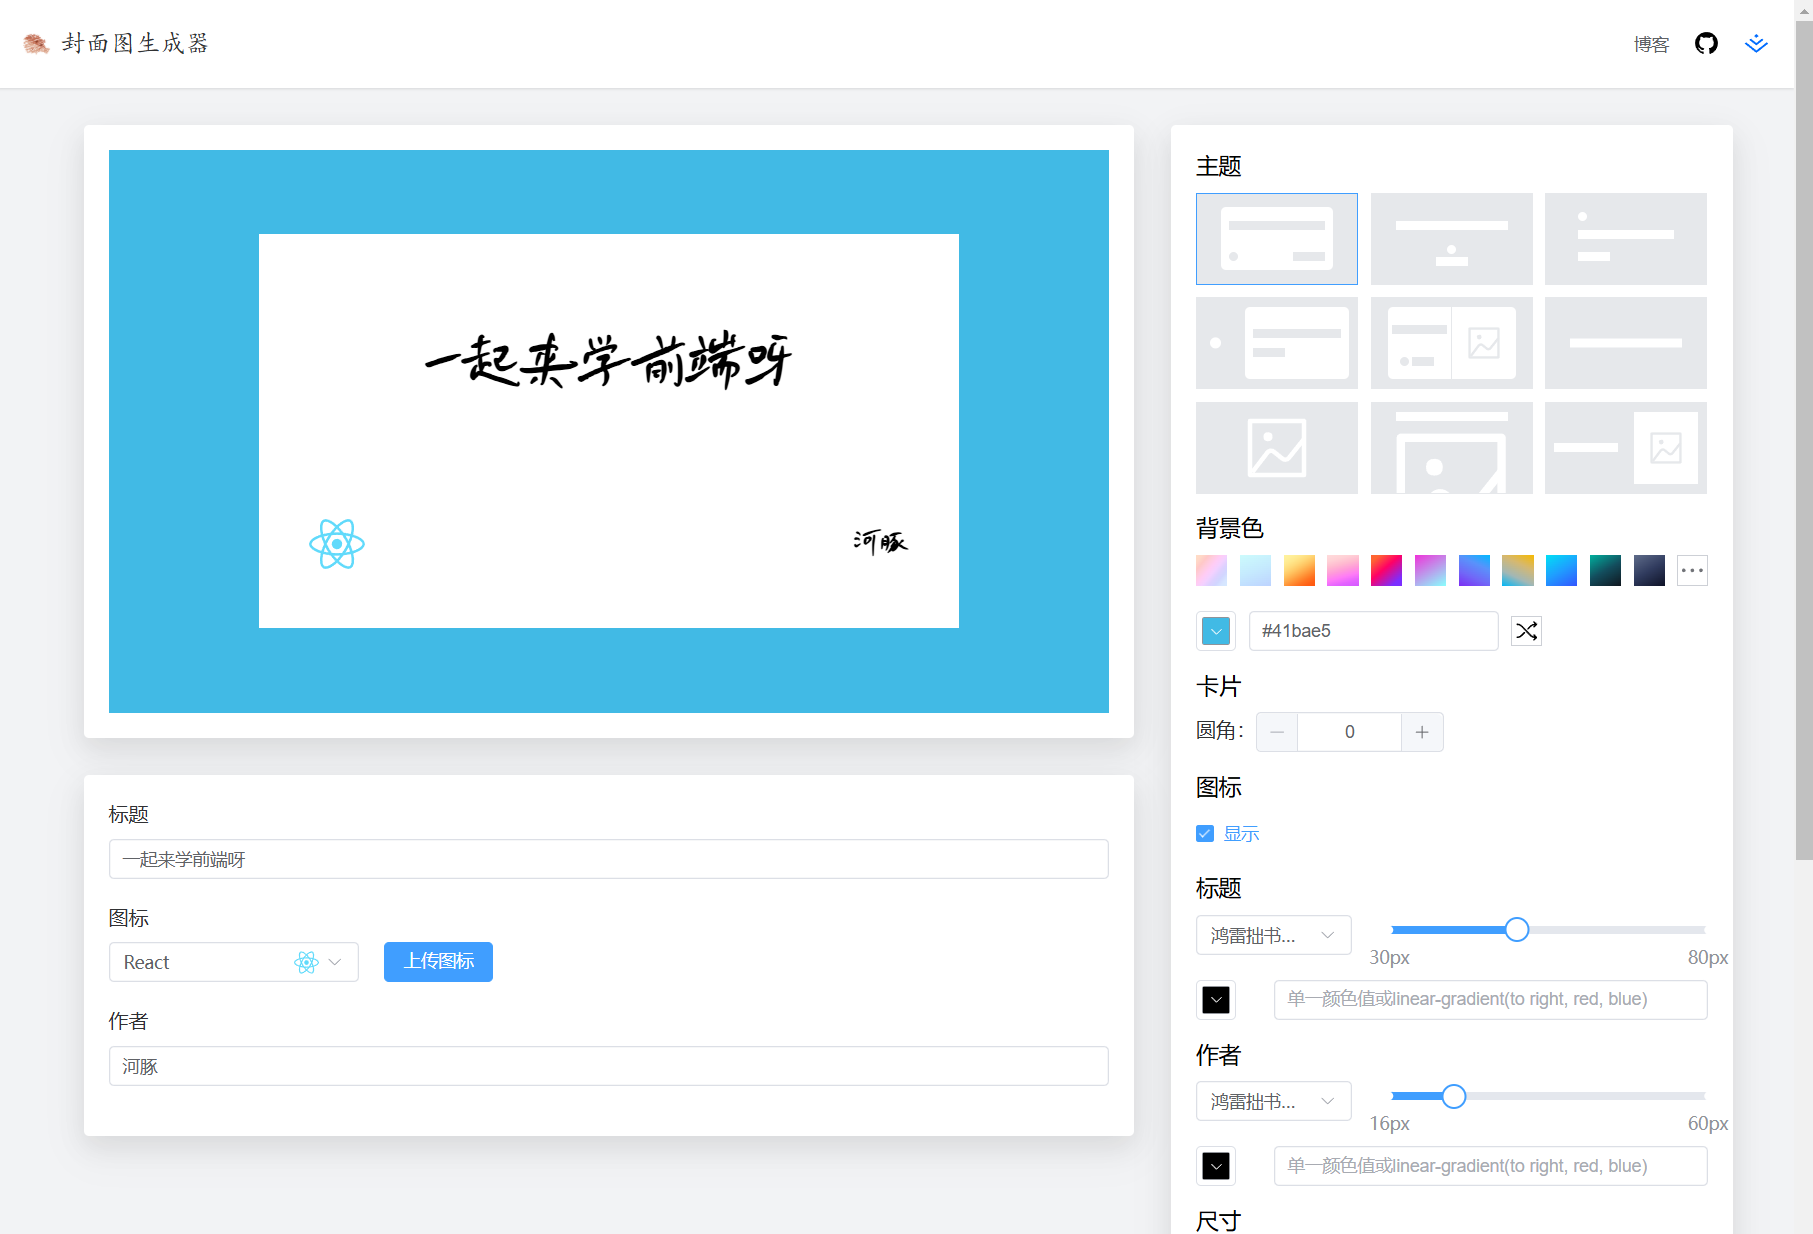 封面图生成器
博客
一起来学前端呀
河豚
标题
一起来学前端呀
图标
React
上传图标
作者
河豚
主题
背景色
#41bae5
卡片
圆角：
0
图标
显示
标题
鸿雷拙书...
30px
80px
单一颜色值或linear-gradient(to right, red, blue)
作者
鸿雷拙书...
16px
60px
单一颜色值或linear-gradient(to right, red, blue)
尺寸